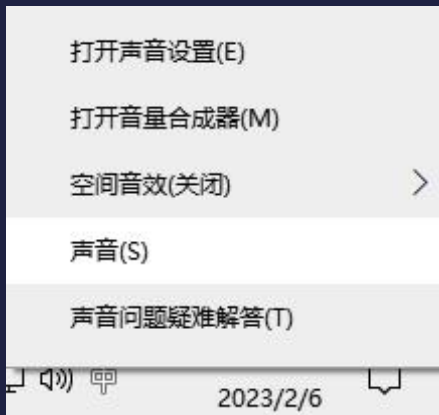 打开声音设置(E)
打开音量合成器(M)
空间音效(关闭)
声音(S)
声音问题疑难解答(T)
中
2023/2/6